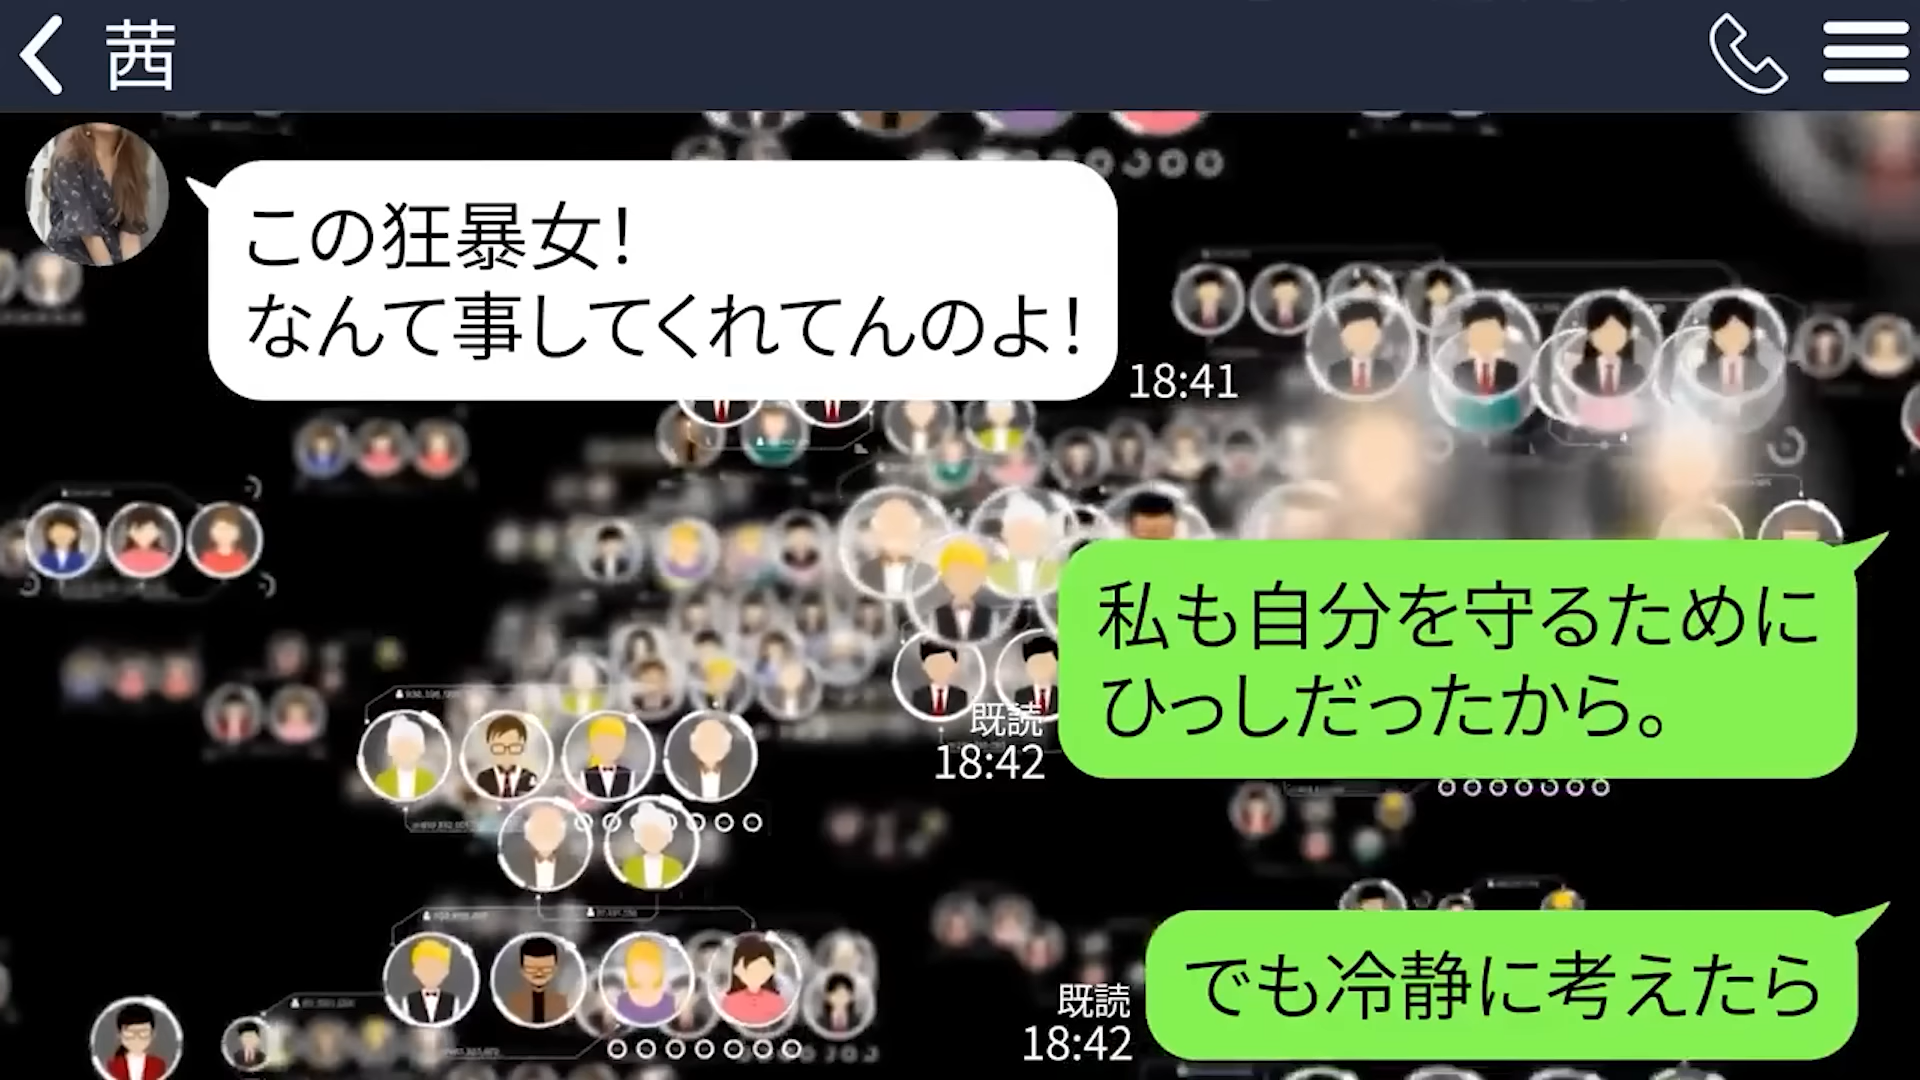 茜
この狂暴女！
なんて事してくれてんのよ！
18:41
私も自分を守るために
ひっしだったから。
既読
18:42
でも冷静に考えたら
既読
18:42